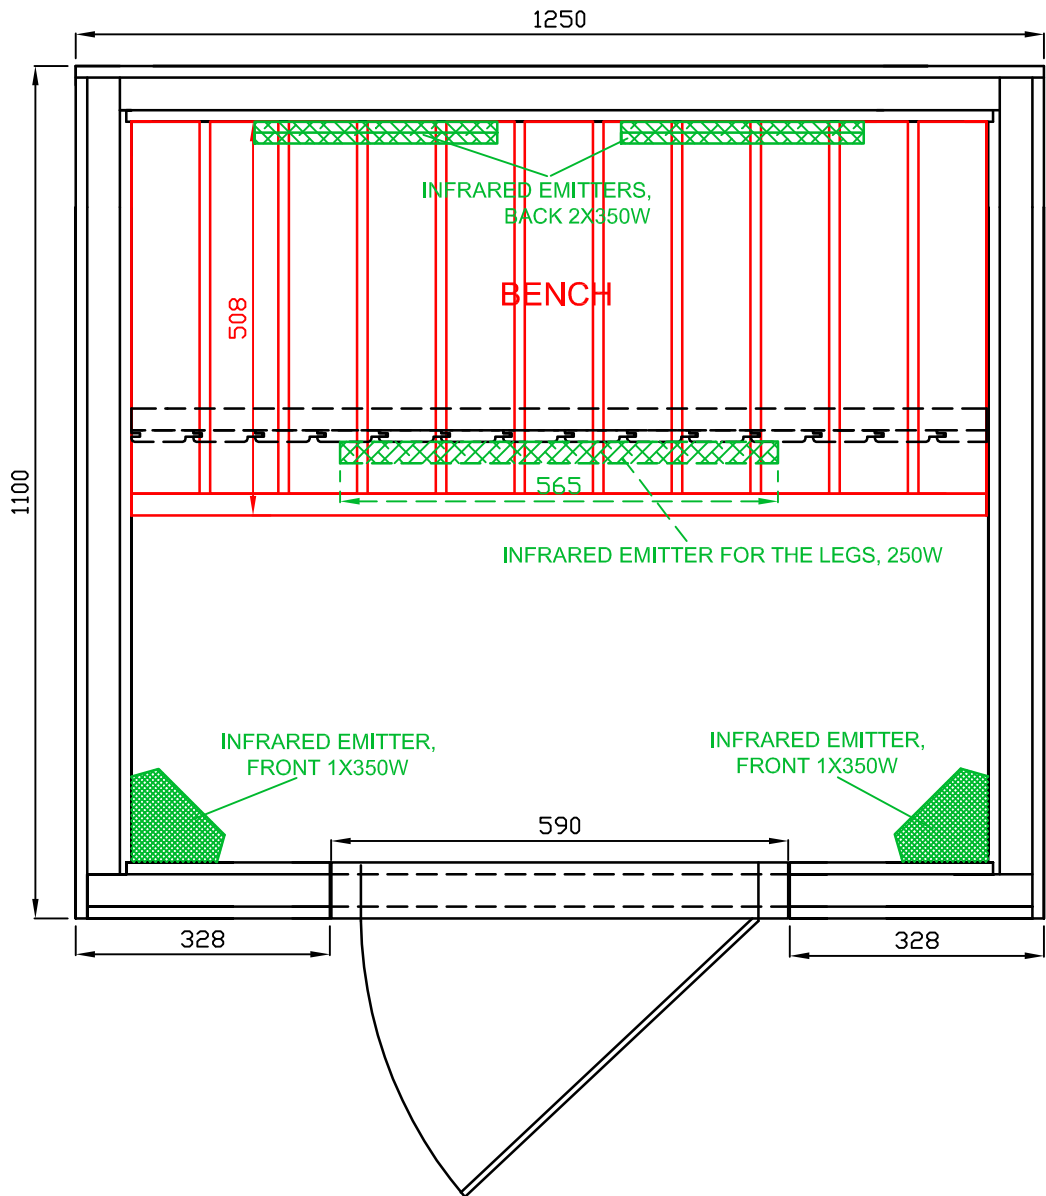 1250
INFRARED EMITTERS,
BACK 2X350W
BENCH
508
1100
565
INFRARED EMITTER FOR THE LEGS, 250W
INFRARED EMITTER,
FRONT 1X350W
INFRARED EMITTER,
FRONT 1X350W
590
328
328